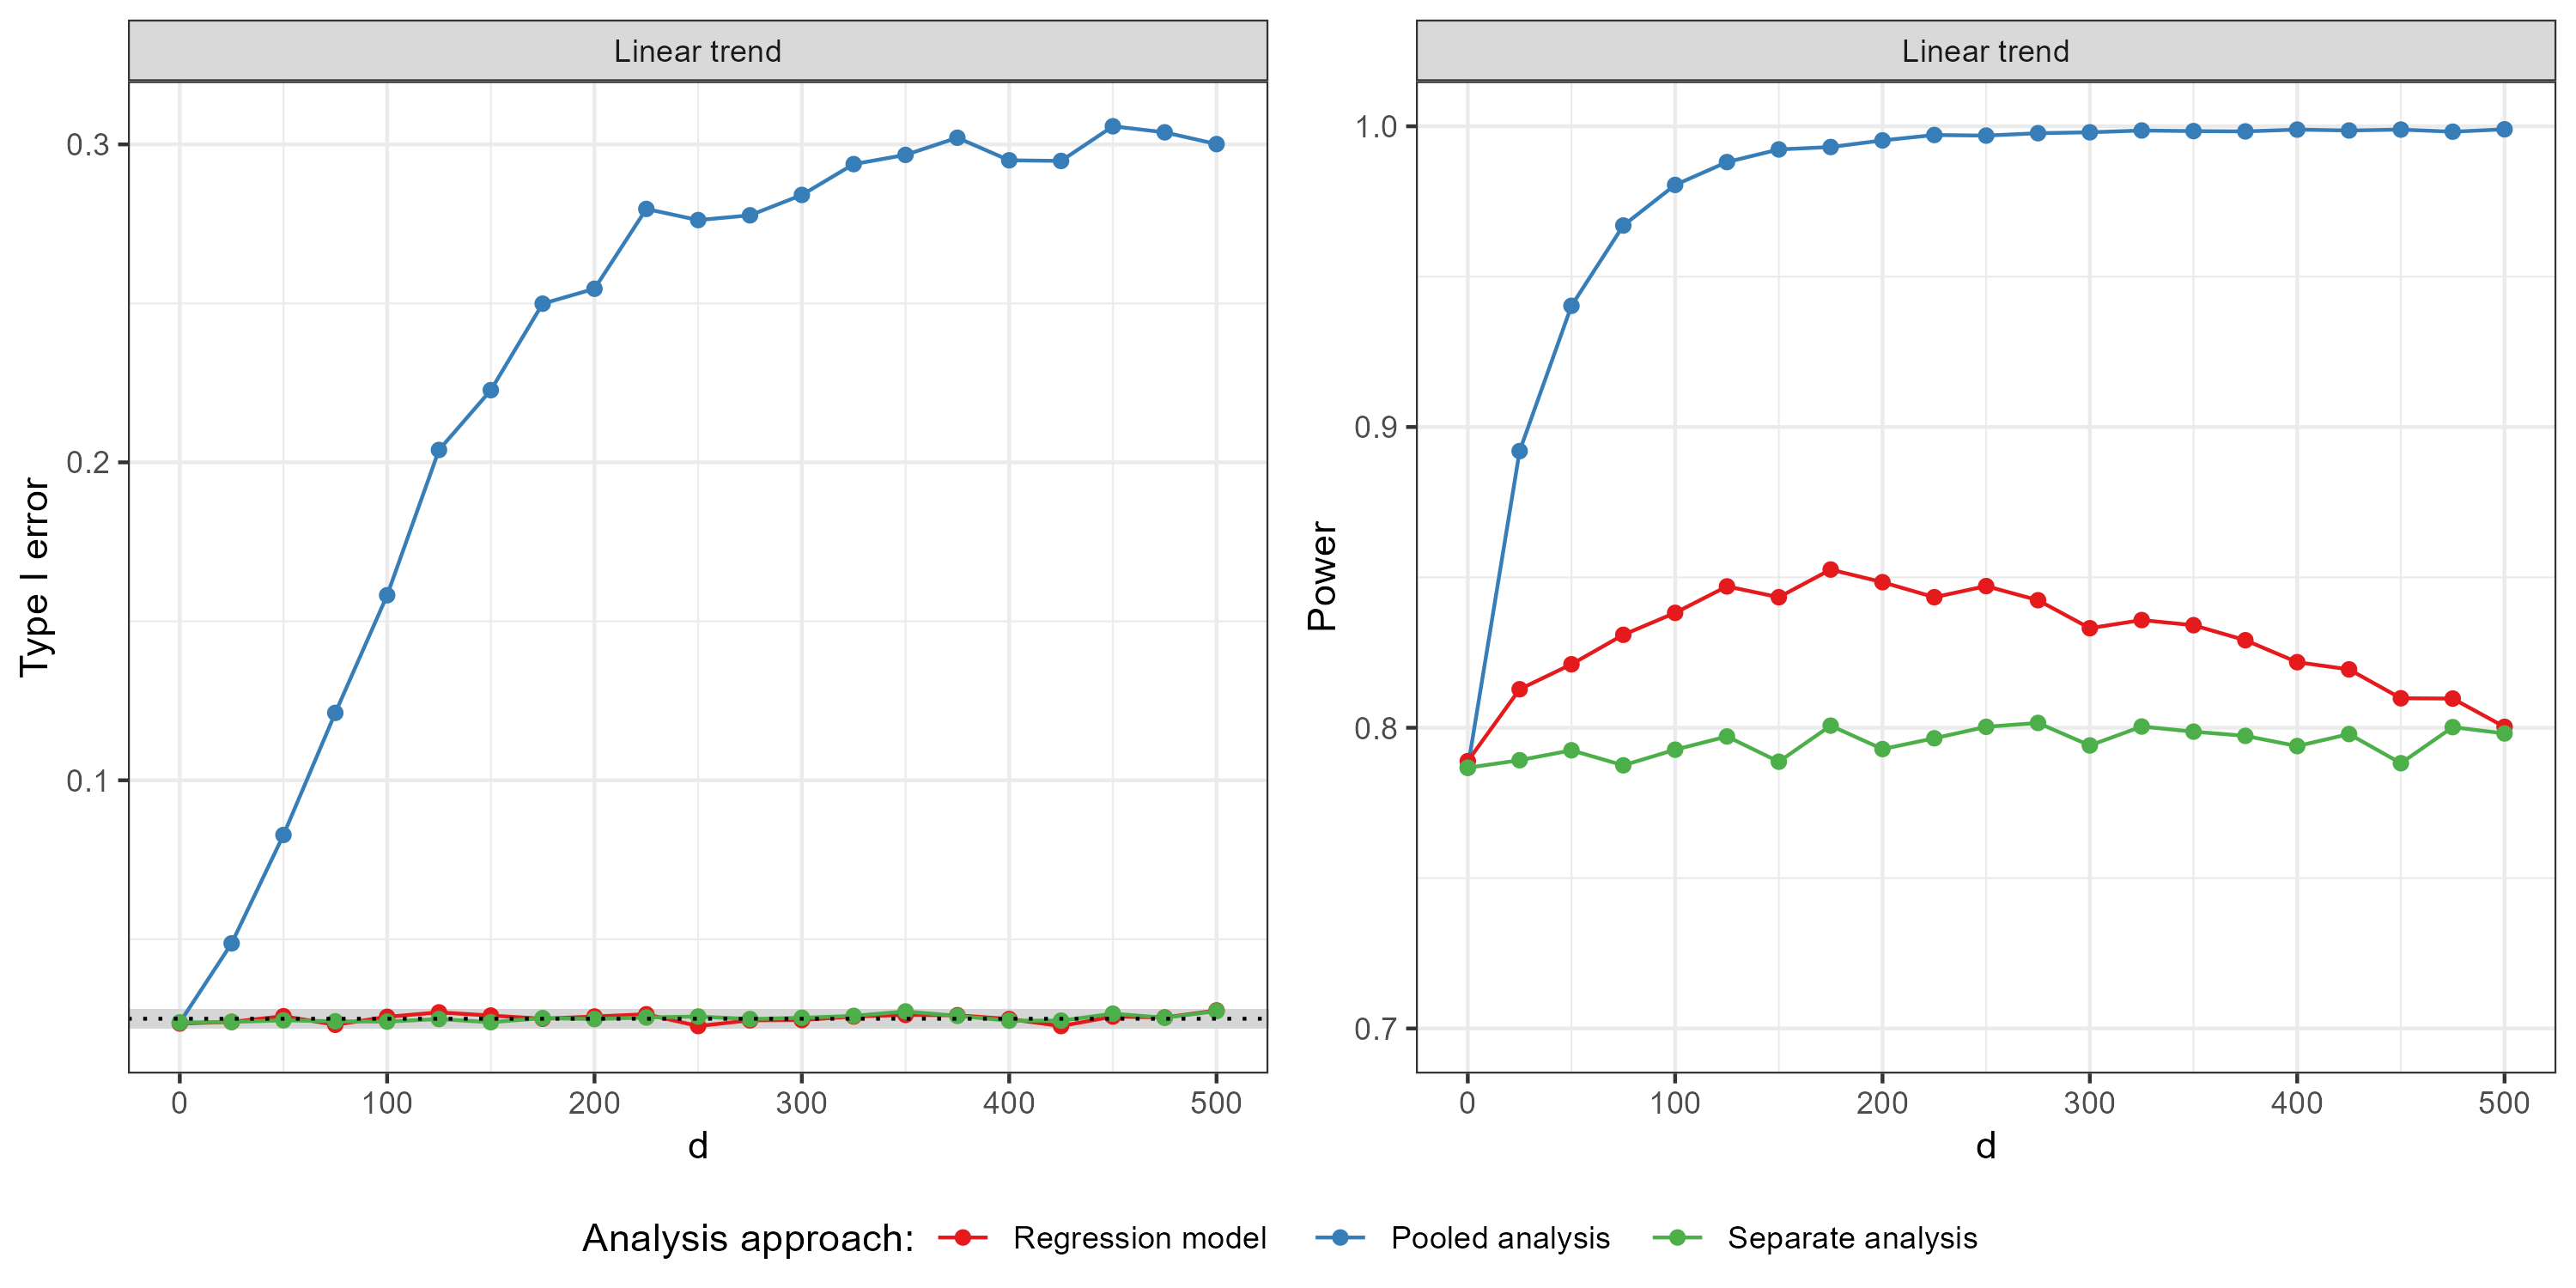 Linear trend
Type I error
0.3
0.2
0.1
0 100 200 300 400 500
d
Linear trend
Power
1.0
0.9
0.8
0.7
0 100 200 300 400 500
d
Analysis approach: Regression model Pooled analysis Separate analysis